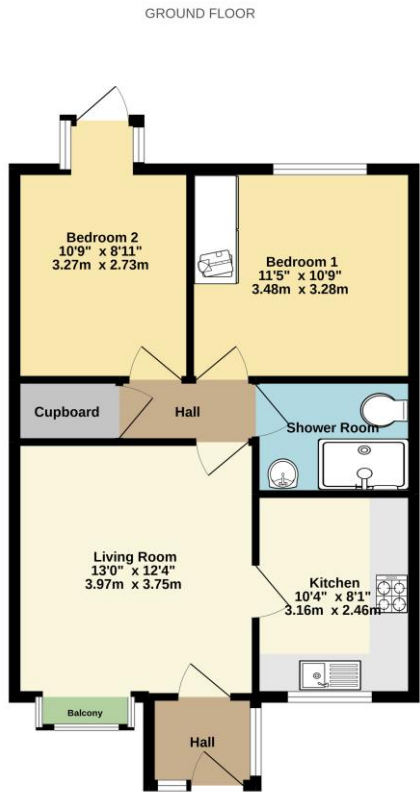 GROUND FLOOR
Bedroom 2
10'9" x 8'11"
3.27m x 2.73m
Bedroom 1
11'5" x 10'9"
3.48m x 3.28m
Cupboard
Hall
Shower Room
Living Room
13'0" x 12'4"
3.97m x 3.75m
Kitchen
10'4" x 8'1"
3.16m x 2.46m
Balcony
Hall